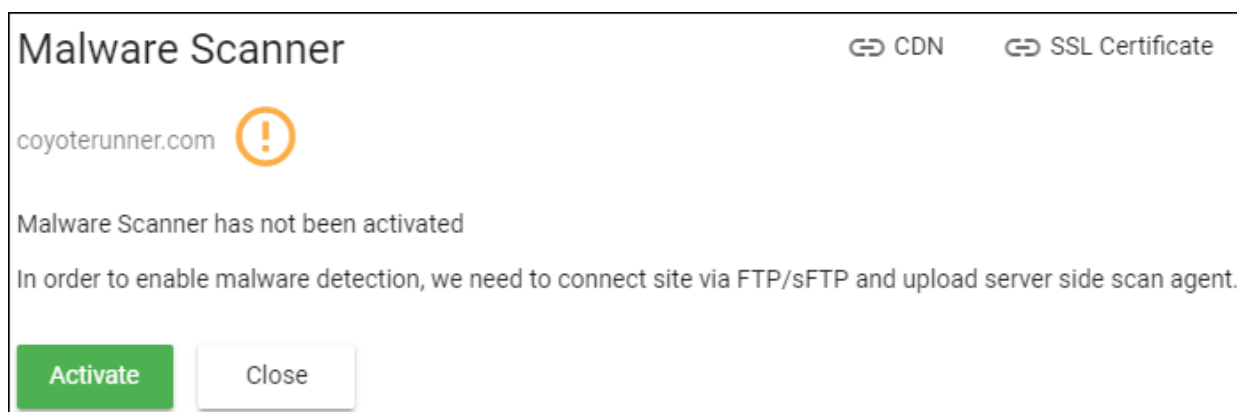 Malware Scanner
CDN
SSL Certificate
coyoterunner.com
Malware Scanner has not been activated
In order to enable malware detection, we need to connect site via FTP/sFTP and upload server side scan agent.
Activate
Close